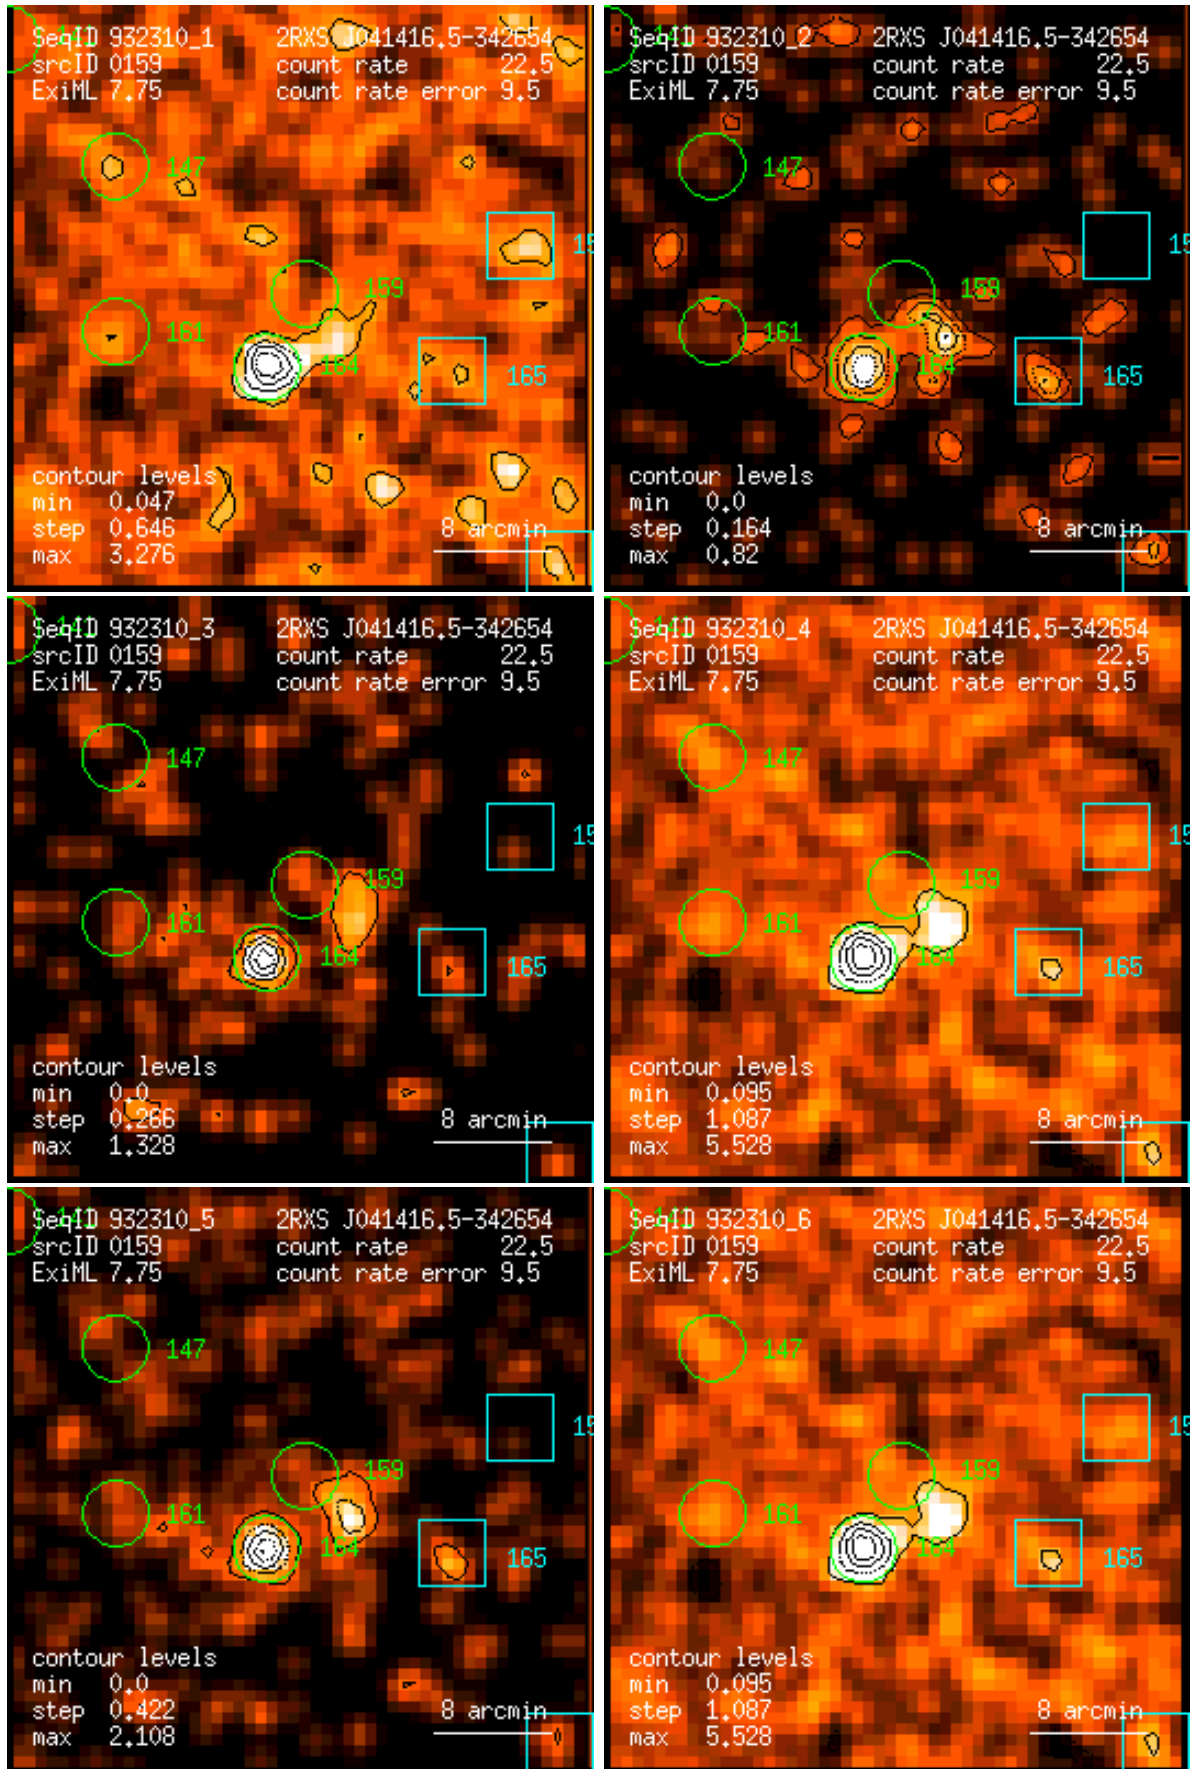 SeqID 932310_1 2RXS J041416.5-342654
srcID 0159 count rate 22.5
ExiML 7.75 count rate error 9.5
147
15
159
161
164
165
contour levels
min 0.047
step 0.646 8 arcmin
max 3.276
SeqID 932310_2 2RXS J041416.5-342654
srcID 0159 count rate 22.5
ExiML 7.75 count rate error 9.5
147
15
159
161
164
165
contour levels
min 0.0
step 0.164 8 arcmin
max 0.82
SeqID 932310_3 2RXS J041416.5-342654
srcID 0159 count rate 22.5
ExiML 7.75 count rate error 9.5
147
15
159
161
164
165
contour levels
min 0.0
step 0.266 8 arcmin
max 1.328
SeqID 932310_4 2RXS J041416.5-342654
srcID 0159 count rate 22.5
ExiML 7.75 count rate error 9.5
147
15
159
161
164
165
contour levels
min 0.095
step 1.087 8 arcmin
max 5.528
SeqID 932310_5 2RXS J041416.5-342654
srcID 0159 count rate 22.5
ExiML 7.75 count rate error 9.5
147
15
159
161
164
165
contour levels
min 0.0
step 0.422 8 arcmin
max 2.108
SeqID 932310_6 2RXS J041416.5-342654
srcID 0159 count rate 22.5
ExiML 7.75 count rate error 9.5
147
15
159
161
164
165
contour levels
min 0.095
step 1.087 8 arcmin
max 5.528